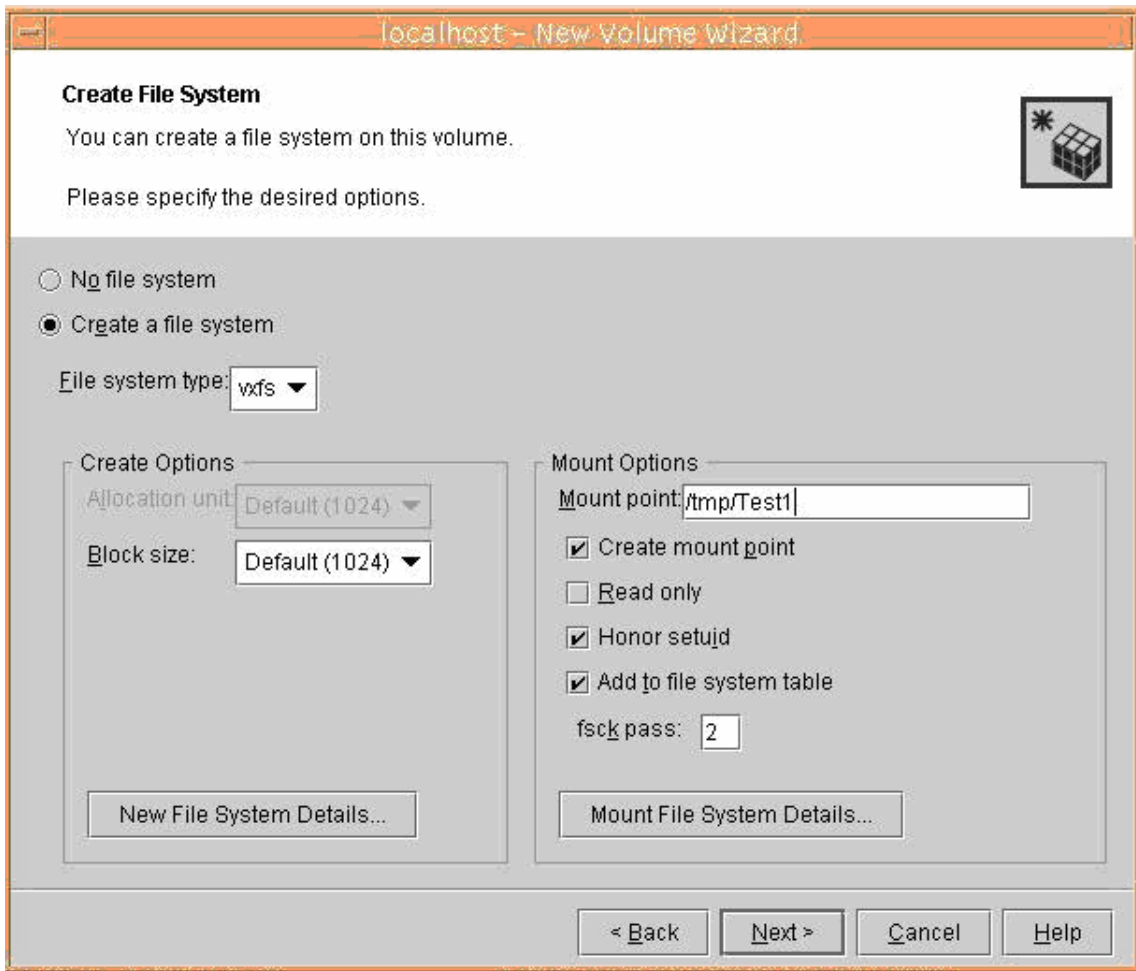 localhost - New Volume Wizard
Create File System
You can create a file system on this volume.
Please specify the desired options.
No file system
Create a file system
File system type: vxfs
Create Options
Allocation unit: Default (1024)
Block size: Default (1024)
New File System Details...
Mount Options
Mount point: /tmp/Test1
Create mount point
Read only
Honor setuid
Add to file system table
fsck pass: 2
Mount File System Details...
< Back Next > Cancel Help